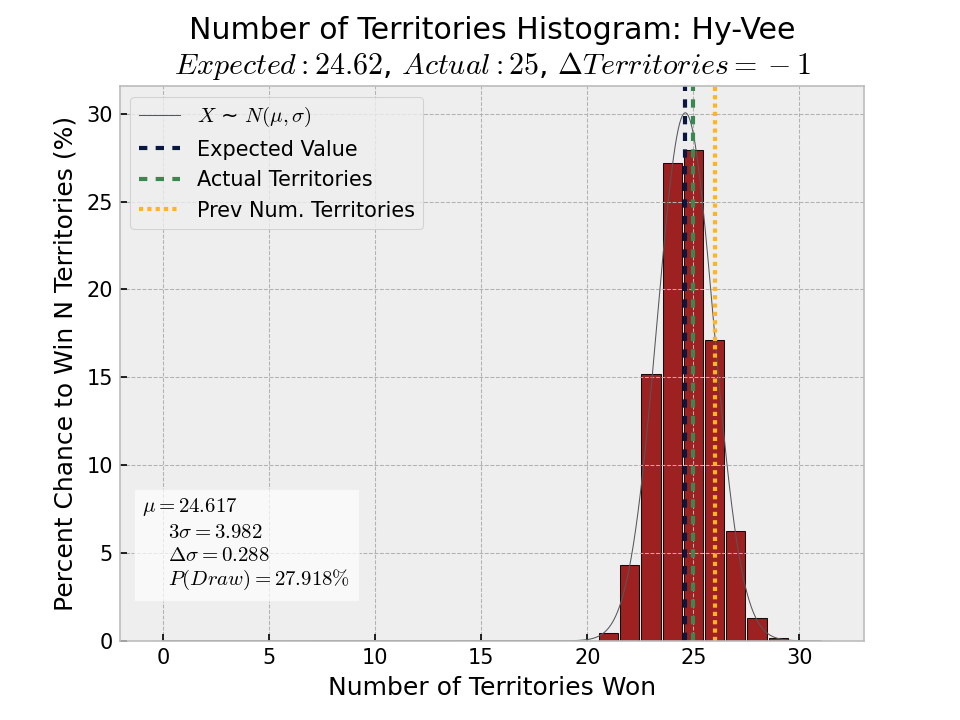 Number of Territories Histogram: Hy-Vee
Expected: 24.62, Actual: 25, ΔTerritories = −1
X ~ N(μ, σ)
Expected Value
Actual Territories
Prev Num. Territories
Percent Chance to Win N Territories (%)
30
25
20
15
10
5
0
μ = 24.617
3σ = 3.982
Δσ = 0.288
P(Draw) = 27.918%
0 5 10 15 20 25 30
Number of Territories Won